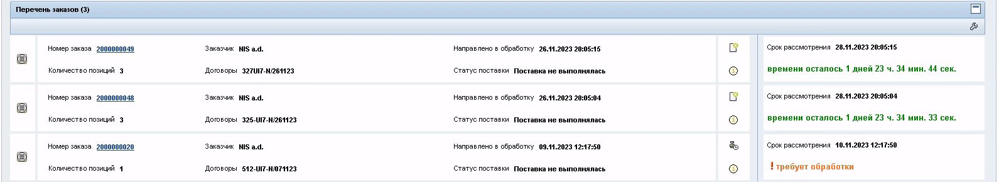 Перечень заказов (3)
Номер заказа 2000000049 Заказчик NIS a.d. Направлено в обработку 26.11.2023 20:05:15 Срок рассмотрения 28.11.2023 20:05:15
Количество позиций 3 Договоры 327UI7-N/261123 Статус поставки Поставка не выполнялась 1 времени осталось 1 дней 23 ч. 34 мин. 44 сек.
Номер заказа 2000000048 Заказчик NIS a.d. Направлено в обработку 26.11.2023 20:05:04 Срок рассмотрения 28.11.2023 20:05:04
Количество позиций 3 Договоры 325-UI7-N/261123 Статус поставки Поставка не выполнялась 1 времени осталось 1 дней 23 ч. 34 мин. 33 сек.
Номер заказа 2000000020 Заказчик NIS a.d. Направлено в обработку 09.11.2023 12:17:50 Срок рассмотрения 10.11.2023 12:17:50
Количество позиций 1 Договоры 512-UI7-N/071123 Статус поставки Поставка не выполнялась 1 ! требует обработки